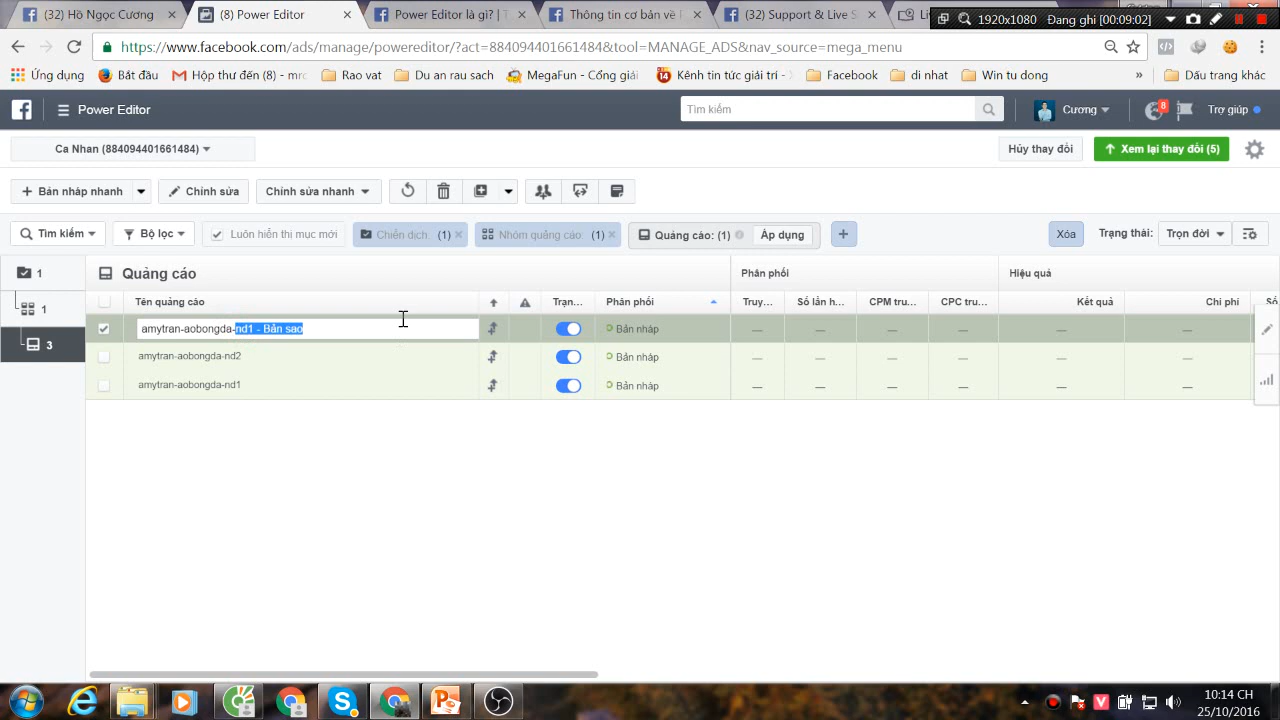 (32) Hồ Ngọc Cương
(8) Power Editor
Power Editor là gì?
Thông tin cơ bản về P
(32) Support & Live S
1920x1080
Đang ghi [00:09:02]
https://www.facebook.com/ads/manage/powereditor/?act=884094401661484&tool=MANAGE_ADS&nav_source=mega_menu
Ứng dụng
Bắt đầu
Hộp thư đến (8) - mrc
Rao vat
Du an rau sach
MegaFun - Cổng giải
Kênh tin tức giải trí -
Facebook
di nhat
Win tu dong
»
Dấu trang khác
Power Editor
Tìm kiếm
Cương
8
Trợ giúp
Ca Nhan (884094401661484)
Hủy thay đổi
Xem lại thay đổi (5)
+ Bản nháp nhanh
Chỉnh sửa
Chỉnh sửa nhanh
Tìm kiếm
Bộ lọc
Luôn hiển thị mục mới
Chiến dịch (1) ×
Nhóm quảng cáo (1) ×
Quảng cáo: (1)
Áp dụng
+
Xóa
Trạng thái:
Trọn đời
1
1
3
Quảng cáo
Phân phối
Hiệu quả
Tên quảng cáo
Trạn...
Phân phối
Truy...
Số lần h...
CPM tru...
CPC tru...
Kết quả
Chi phí
Số
amytran-aobongda-nd1 - Bản sao
Bản nháp
—
—
—
—
—
—
amytran-aobongda-nd2
Bản nháp
—
—
—
—
—
—
amytran-aobongda-nd1
Bản nháp
—
—
—
—
—
—
10:14 CH
25/10/2016